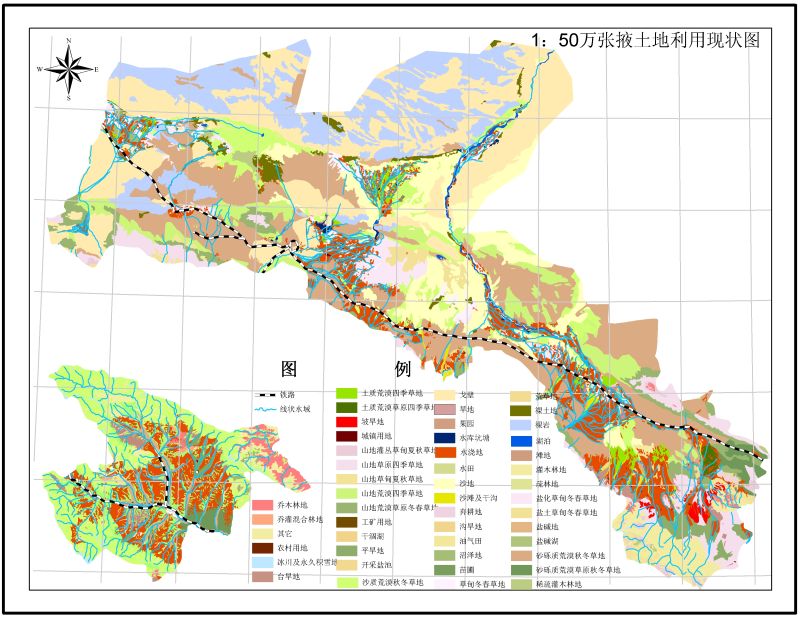 1：50万张掖土地利用现状图
N
W
E
S
图 例
铁路
线状水域
乔木林地
乔灌混合林地
其它
农村用地
冰川及永久积雪地
台旱地
土质荒漠四季草地
土质荒漠草原四季草地
坡旱地
城镇用地
山地灌丛草甸夏秋草地
山地草原四季草地
山地草甸夏秋草地
山地荒漠四季草地
山地荒漠草原冬春草地
工矿用地
干涸湖
平旱地
开采盐池
沙质荒漠秋冬草地
戈壁
旱地
果园
水库坑塘
水浇地
水田
沙地
沙滩及干沟
弃耕地
沟旱地
油气田
沼泽地
苗圃
草甸冬春草地
荒草地
裸土地
裸岩
湖泊
滩地
灌木林地
疏林地
盐化草甸冬春草地
盐土草甸冬春草地
盐碱地
盐碱湖
砂砾质荒漠秋冬草地
砂砾质荒漠草原秋冬草地
稀疏灌木林地